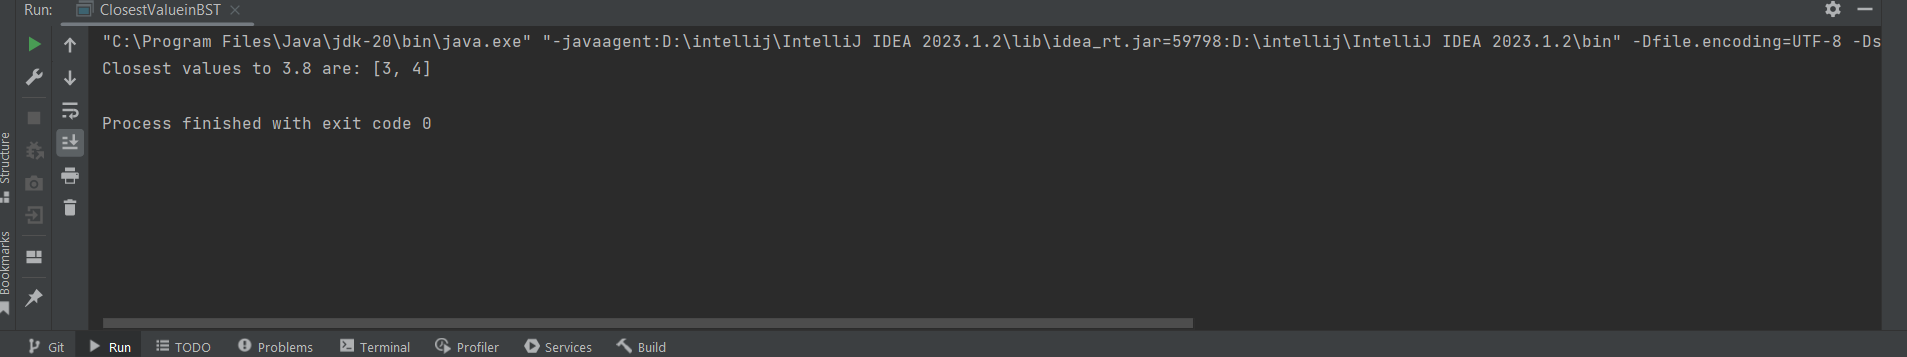 Run: ClosestValueinBST
"C:\Program Files\Java\jdk-20\bin\java.exe" "-javaagent:D:\intellij\IntelliJ IDEA 2023.1.2\lib\idea_rt.jar=59798:D:\intellij\IntelliJ IDEA 2023.1.2\bin" -Dfile.encoding=UTF-8 -Ds
Closest values to 3.8 are: [3, 4]
Process finished with exit code 0
Structure
Bookmarks
Git Run TODO Problems Terminal Profiler Services Build